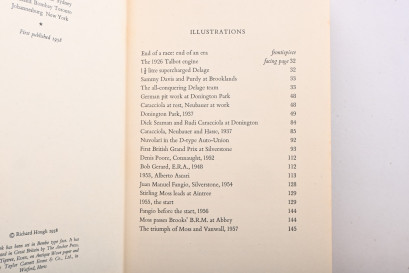 Sydney
Bombay Toronto
Johannesburg New York
First published 1958
© Richard Hough 1958
ILLUSTRATIONS
End of a race: end of an era frontispiece
The 1926 Talbot engine facing page 32
1½ litre supercharged Delage 32
Sammy Davis and Purdy at Brooklands 33
The all-conquering Delage team 33
German pit work at Donington Park 48
Caracciola at rest, Neubauer at work 48
Donington Park, 1937 49
Dick Seaman and Rudi Caracciola at Donington 84
Caracciola, Neubauer and Hasse, 1937 85
Nuvolari in the D-type Auto-Union 92
First British Grand Prix at Silverstone 93
Denis Poore, Connaught, 1952 112
Bob Gerard, E.R.A., 1948 112
1953, Alberto Ascari 113
Juan Manuel Fangio, Silverstone, 1954 128
Stirling Moss leads at Aintree 129
1955, the start 129
Fangio before the start, 1956 144
Moss passes Brooks' B.R.M. at Abbey 144
The triumph of Moss and Vanwall, 1957 145